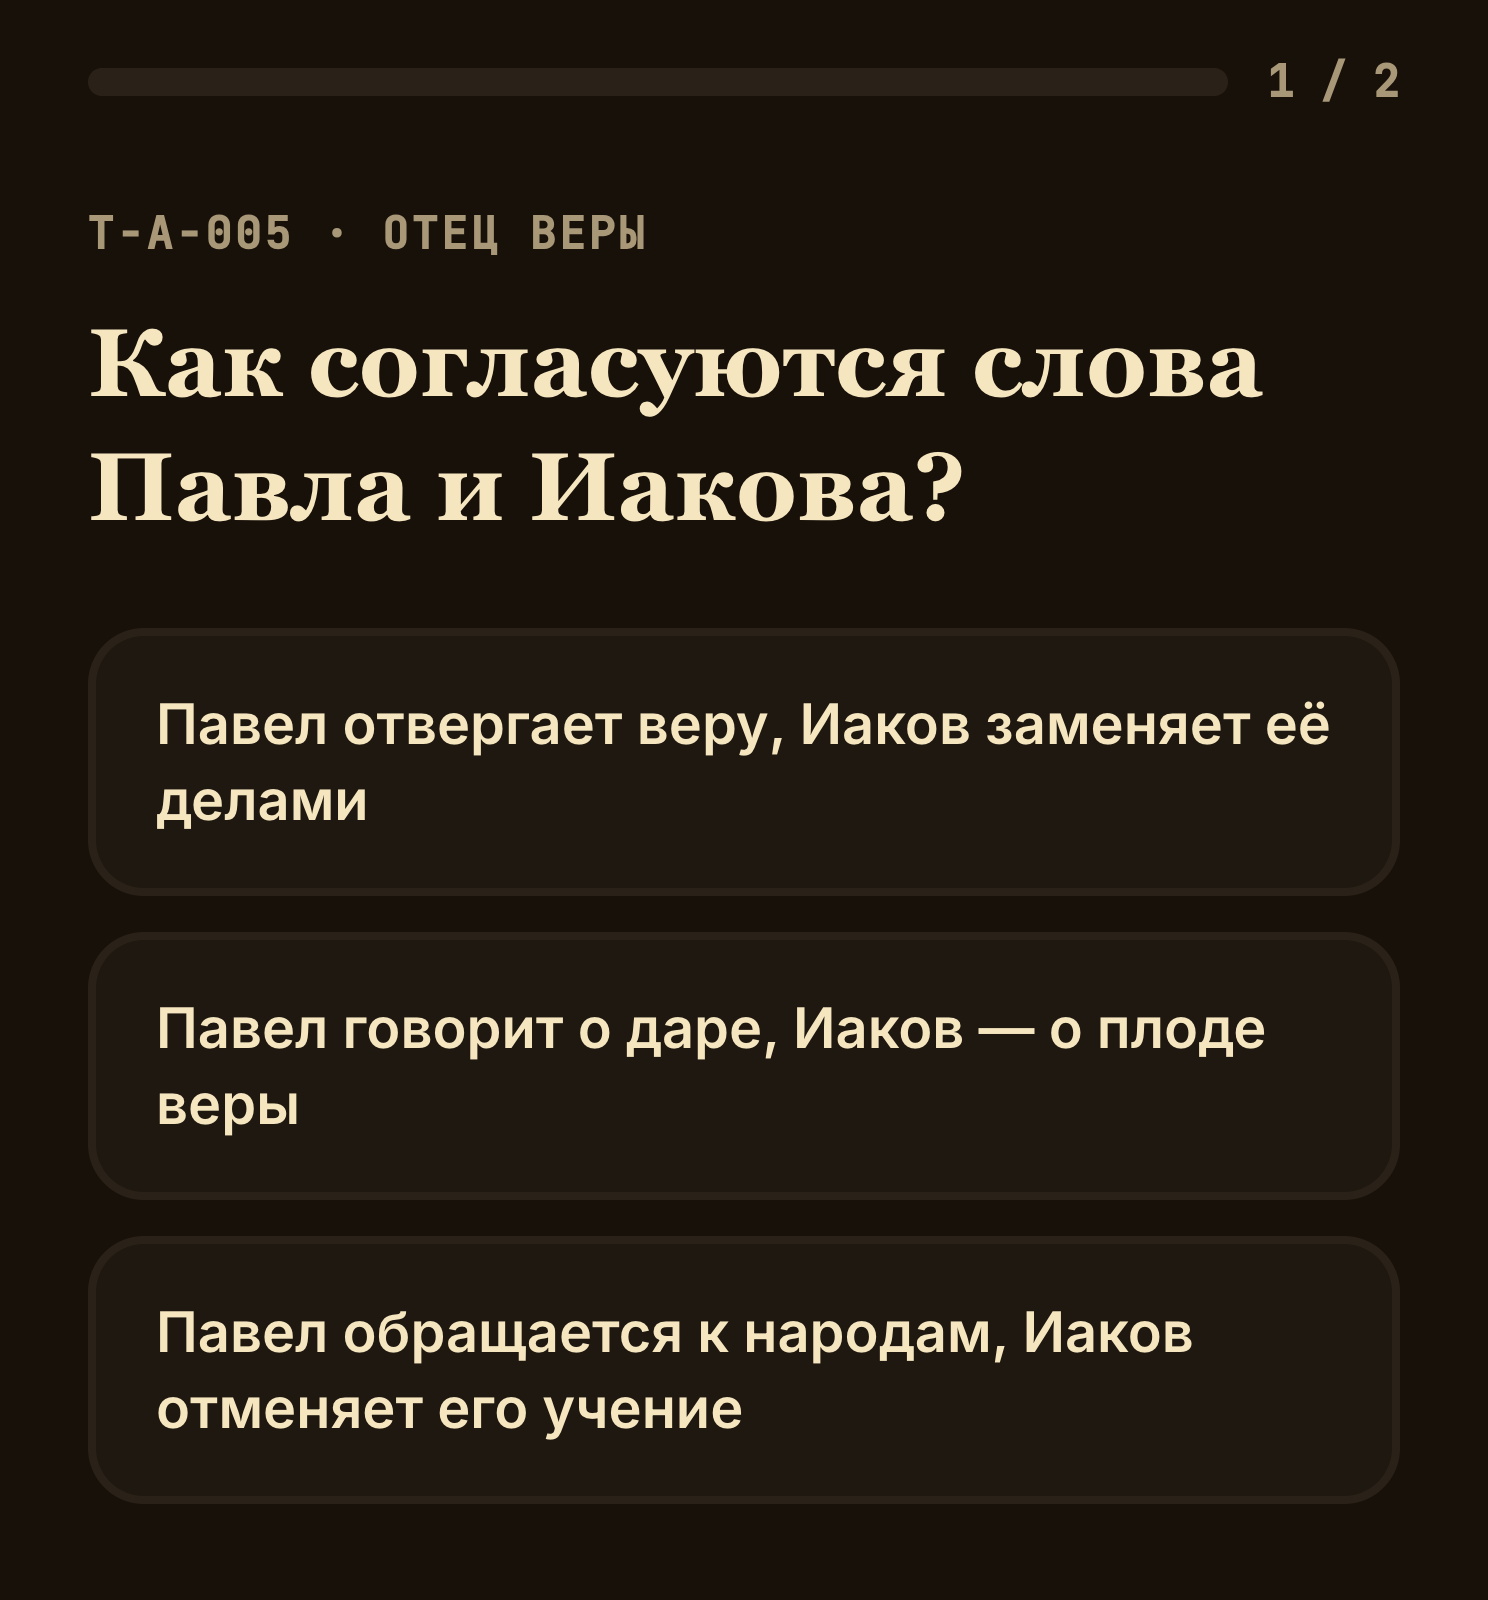 1 / 2
Т-А-005 · ОТЕЦ ВЕРЫ
Как согласуются слова
Павла и Иакова?
Павел отвергает веру, Иаков заменяет её
делами
Павел говорит о даре, Иаков — о плоде
веры
Павел обращается к народам, Иаков
отменяет его учение